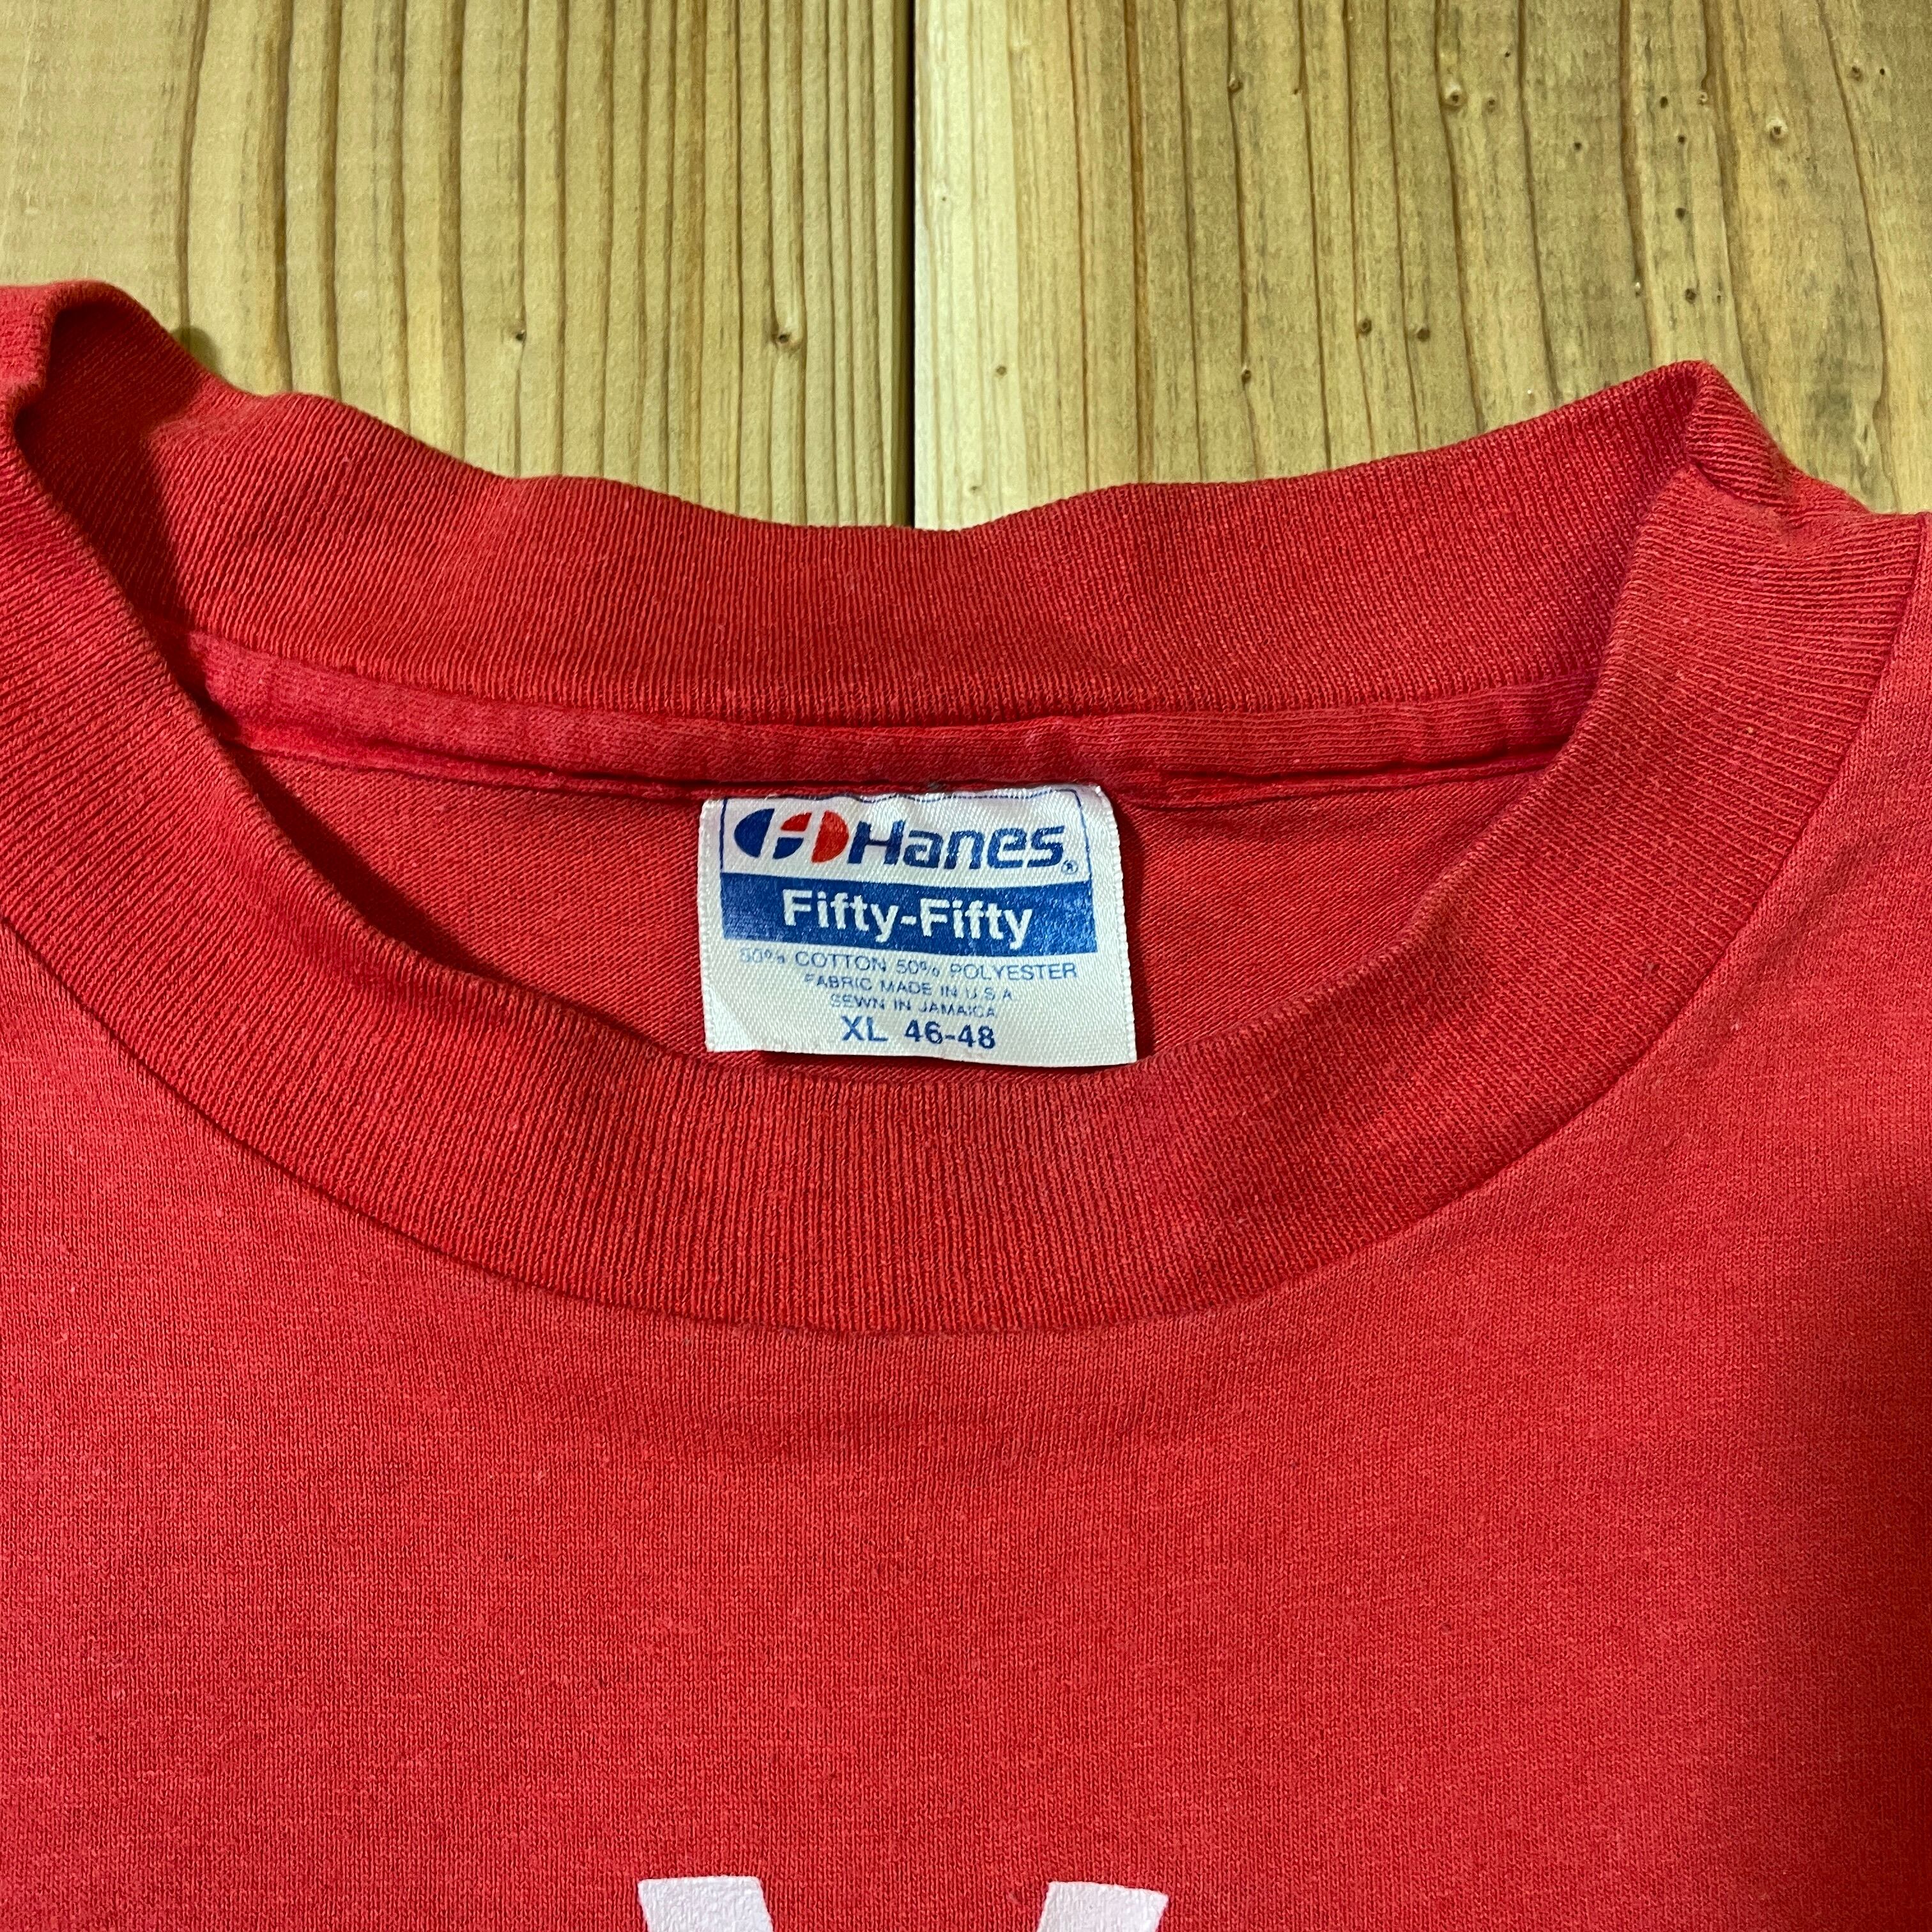 Hanes®
Fifty-Fifty
50% COTTON 50% POLYESTER
FABRIC MADE IN U.S.A.
SEWN IN JAMAICA
XL 46-48